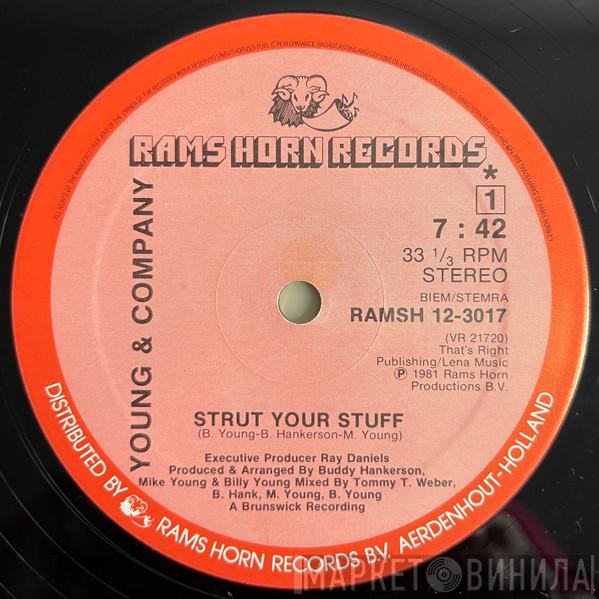 RAMS HORN RECORDS
*
1
7 : 42
33 1/3 RPM
STEREO
BIEM/STEMRA
RAMSH 12-3017
(VR 21720)
That's Right
Publishing/Lena Music
℗ 1981 Rams Horn
Productions B.V.
YOUNG & COMPANY
STRUT YOUR STUFF
(B. Young-B. Hankerson-M. Young)
Executive Producer Ray Daniels
Produced & Arranged By Buddy Hankerson,
Mike Young & Billy Young Mixed By Tommy T. Weber,
B. Hank, M. Young, B. Young
A Brunswick Recording
DISTRIBUTED BY RAMS HORN RECORDS B.V. AERDENHOUT-HOLLAND
МАРКЕТ ВИНИЛА